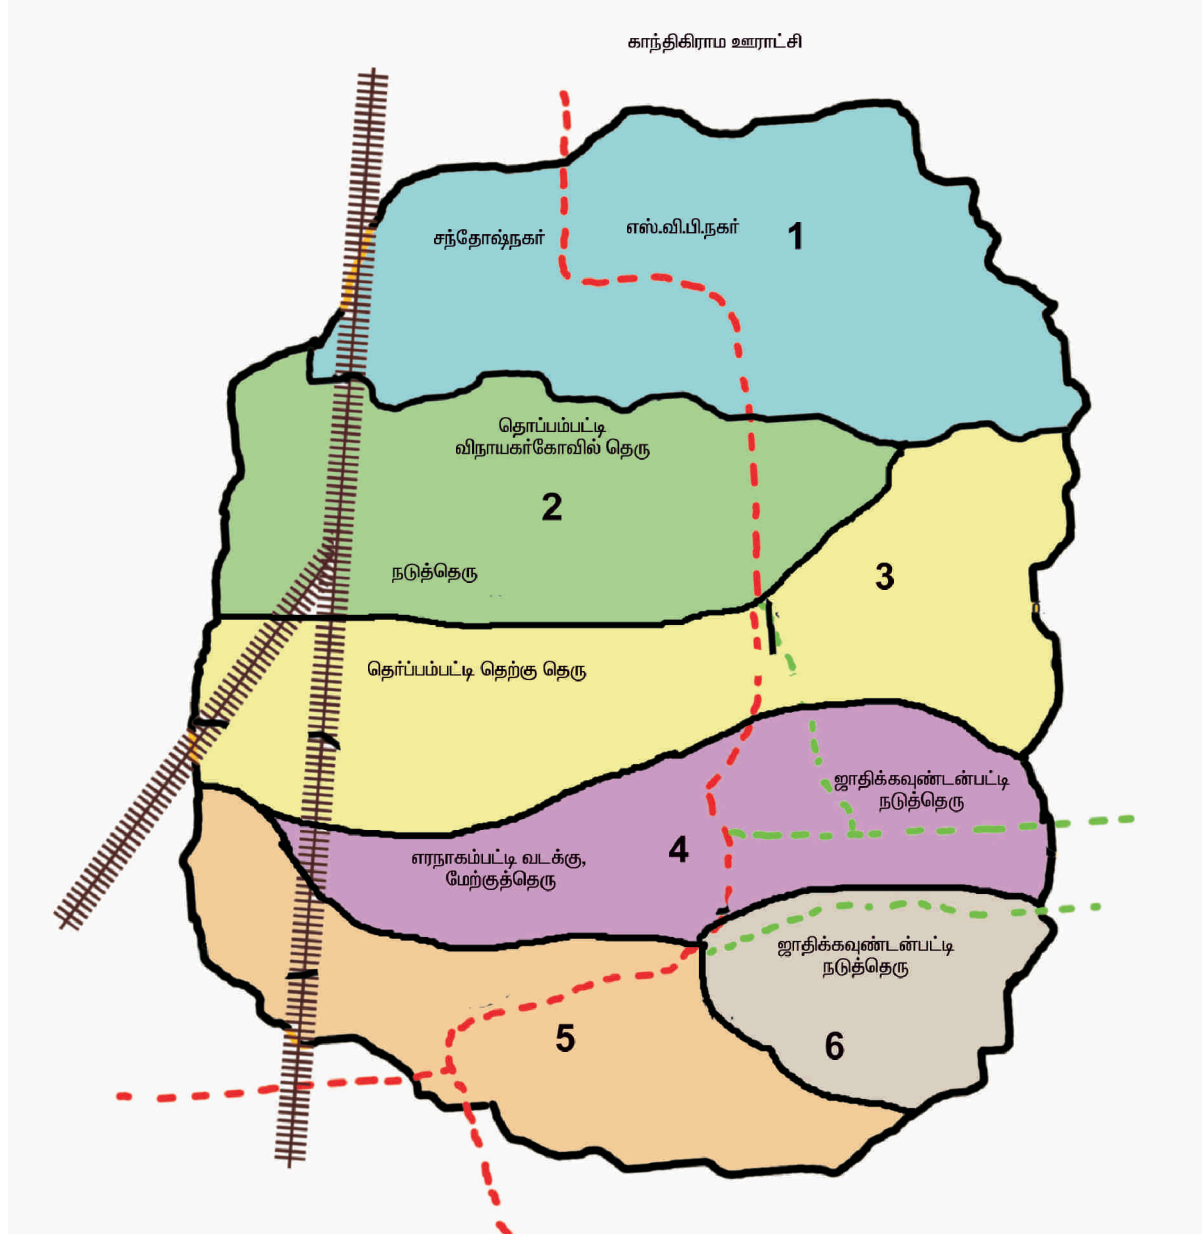 காந்திகிராம ஊராட்சி
சந்தோஷ்நகர்
எஸ்.வி.பி.நகர்
1
தொப்பம்பட்டி
விநாயகர்கோவில் தெரு
2
நடுத்தெரு
3
தெர்ப்பம்பட்டி தெற்கு தெரு
ஜாதிக்கவுண்டன்பட்டி
நடுத்தெரு
4
எரநாகம்பட்டி வடக்கு,
மேற்குத்தெரு
ஜாதிக்கவுண்டன்பட்டி
நடுத்தெரு
5
6